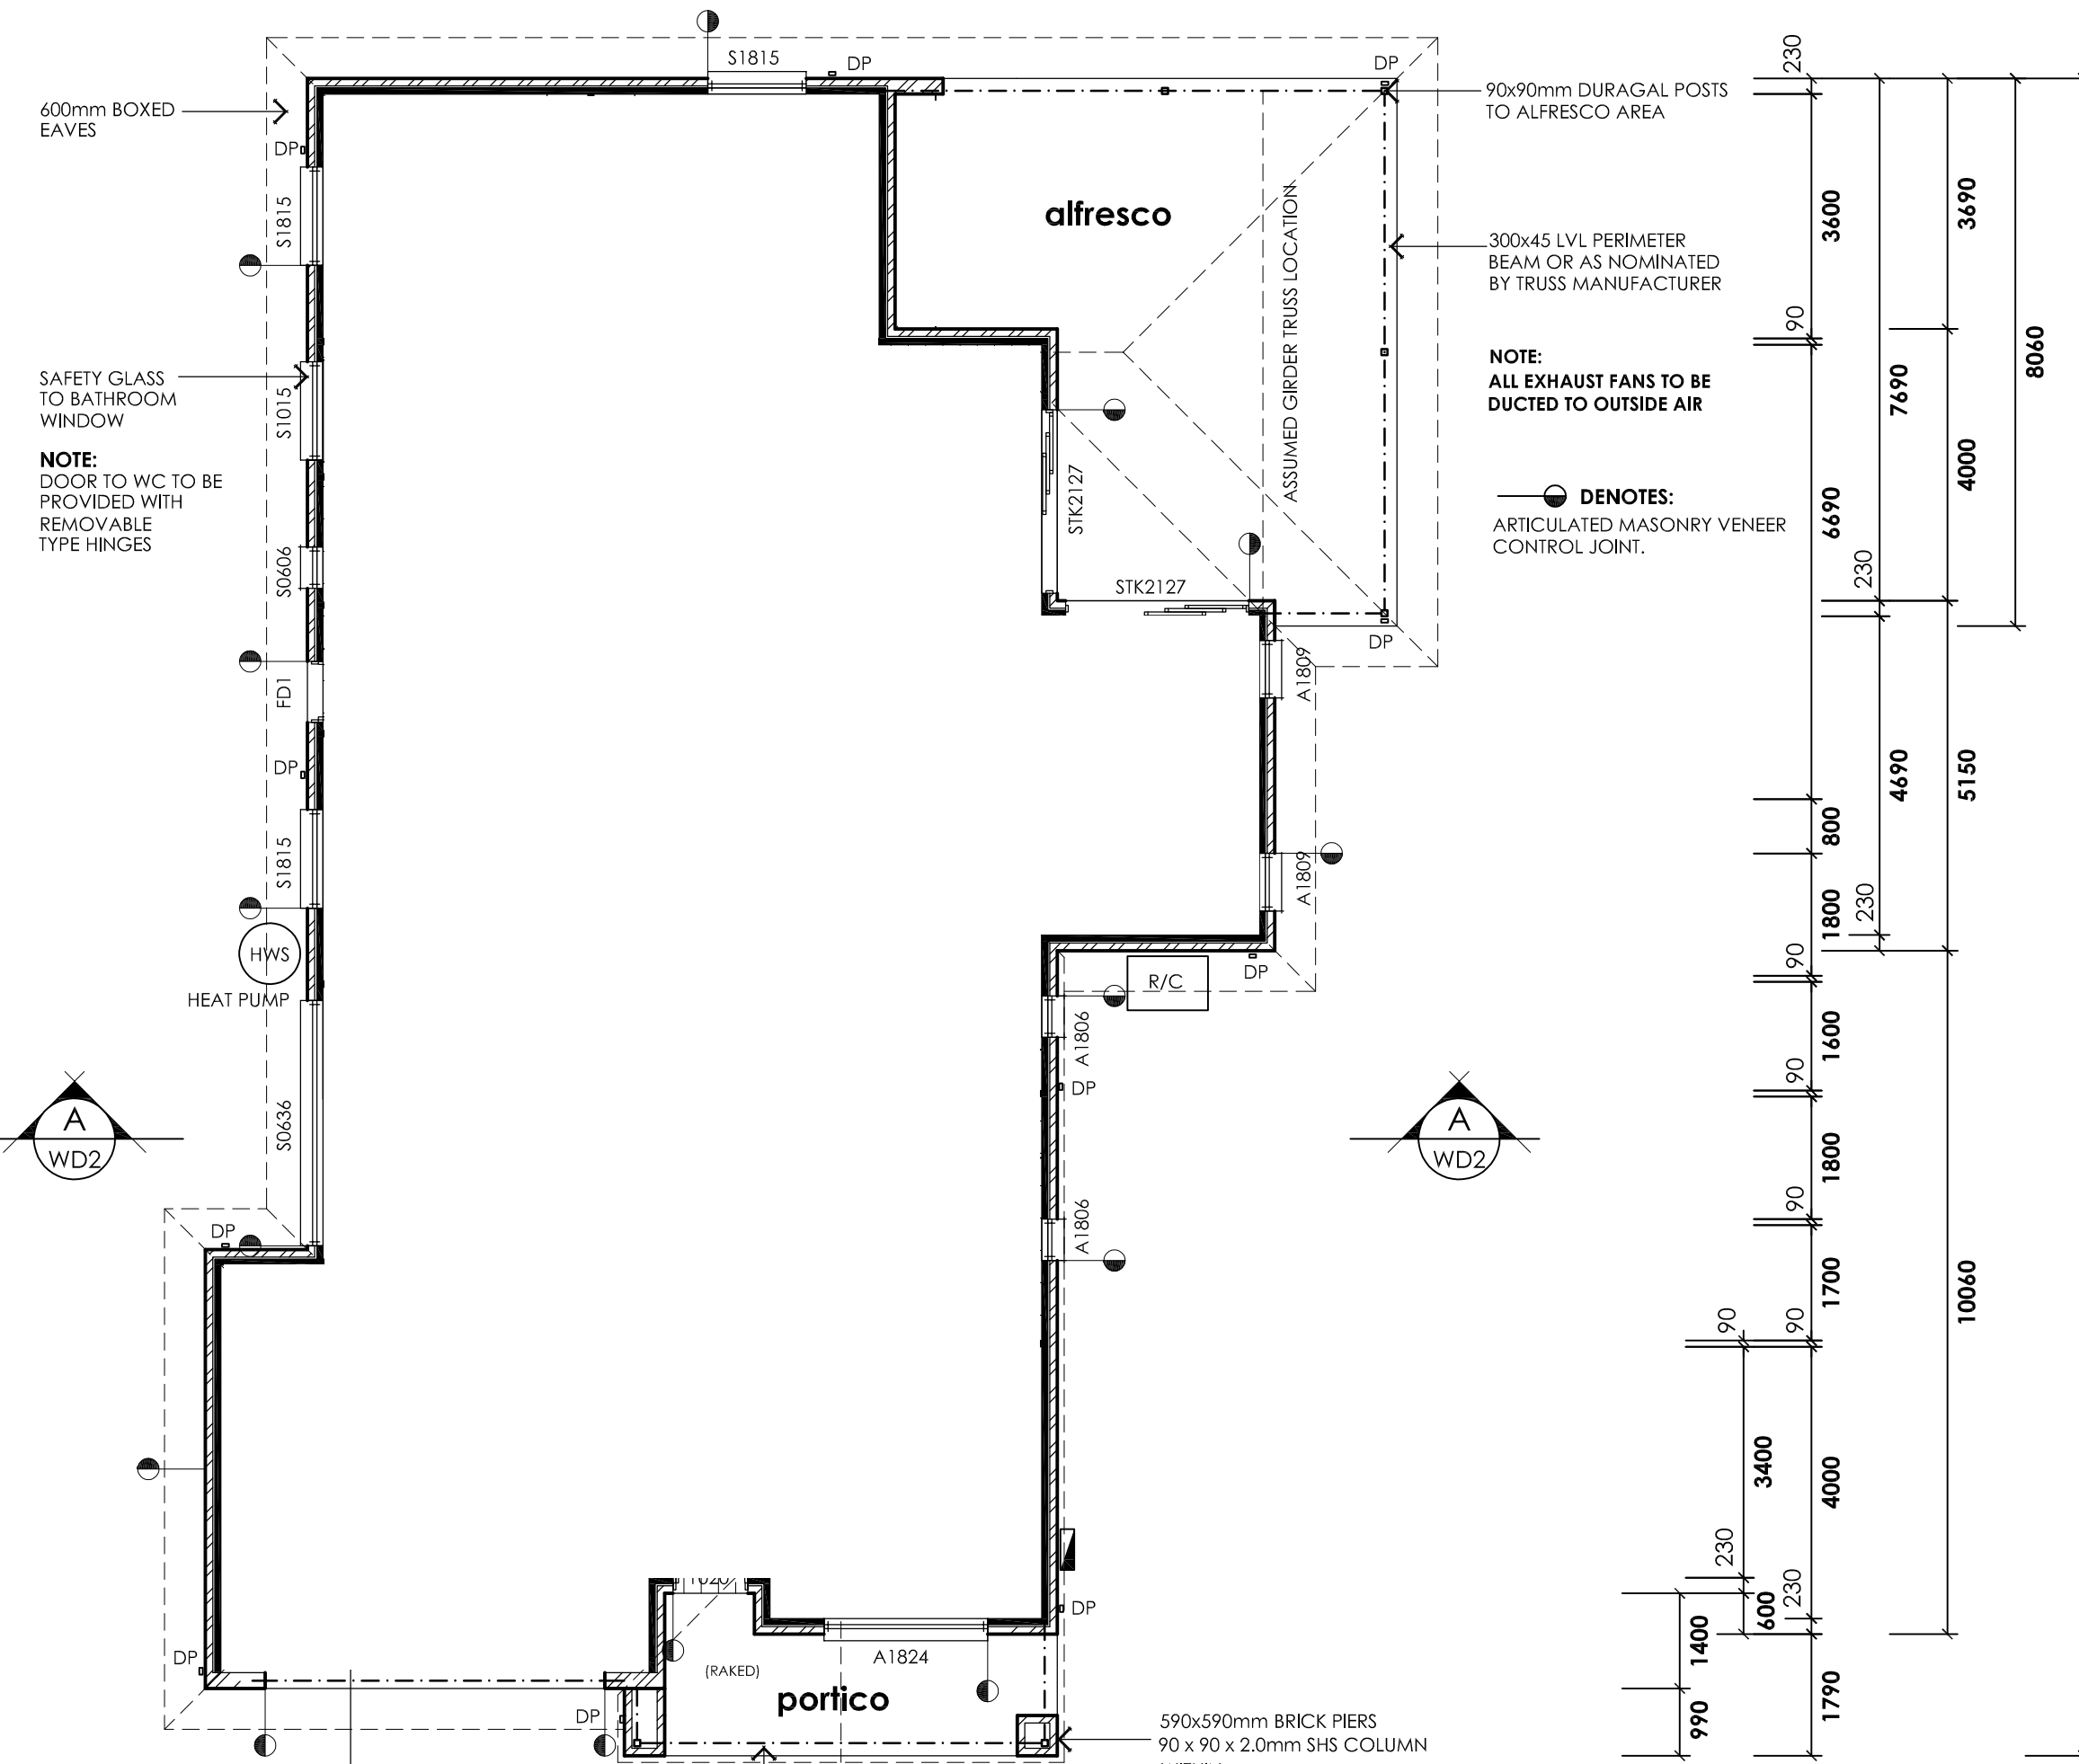 S1815
DP
DP
230
600mm BOXED
EAVES
90x90mm DURAGAL POSTS
TO ALFRESCO AREA
DP
S1815
alfresco
ASSUMED GIRDER TRUSS LOCATION
300x45 LVL PERIMETER
BEAM OR AS NOMINATED
BY TRUSS MANUFACTURER
3600
3690
90
8060
SAFETY GLASS
TO BATHROOM
WINDOW
S1015
NOTE:
ALL EXHAUST FANS TO BE
DUCTED TO OUTSIDE AIR
7690
4000
NOTE:
DOOR TO WC TO BE
PROVIDED WITH
REMOVABLE
TYPE HINGES
STK2127
DENOTES:
ARTICULATED MASONRY VENEER
CONTROL JOINT.
6690
S0606
STK2127
230
DP
A1809
FD1
DP
4690
5150
800
S1815
A1809
1800
230
HWS
HEAT PUMP
R/C
DP
90
A1806
1600
DP
90
A
WD2
S0636
A
WD2
1800
90
DP
A1806
1700
10060
90
90
3400
4000
230
230
DP
600
1400
DP
A1824
(RAKED)
portico
DP
990
1790
590x590mm BRICK PIERS
90 x 90 x 2.0mm SHS COLUMN